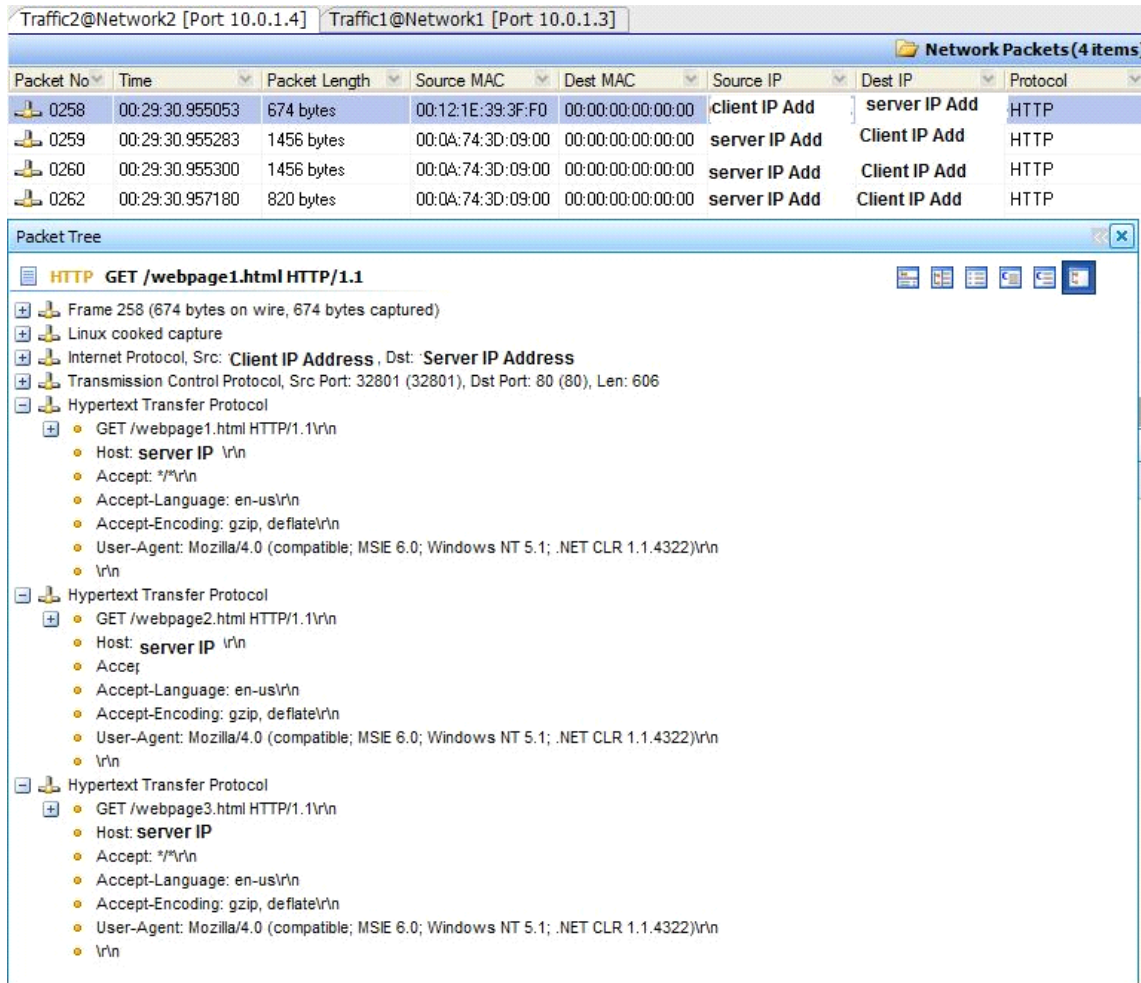 Traffic2@Network2 [Port 10.0.1.4] Traffic1@Network1 [Port 10.0.1.3]
Network Packets(4 items)
Packet No Time Packet Length Source MAC Dest MAC Source IP Dest IP Protocol
0258 00:29:30.955053 674 bytes 00:12:1E:39:3F:F0 00:00:00:00:00:00 Client IP Add server IP Add HTTP
0259 00:29:30.955283 1456 bytes 00:0A:74:3D:09:00 00:00:00:00:00:00 server IP Add Client IP Add HTTP
0260 00:29:30.955300 1456 bytes 00:0A:74:3D:09:00 00:00:00:00:00:00 server IP Add Client IP Add HTTP
0262 00:29:30.957180 820 bytes 00:0A:74:3D:09:00 00:00:00:00:00:00 server IP Add Client IP Add HTTP
Packet Tree
HTTP GET /webpage1.html HTTP/1.1
Frame 258 (674 bytes on wire, 674 bytes captured)
Linux cooked capture
Internet Protocol, Src: Client IP Address , Dst: Server IP Address
Transmission Control Protocol, Src Port: 32801 (32801), Dst Port: 80 (80), Len: 606
Hypertext Transfer Protocol
GET /webpage1.html HTTP/1.1\r\n
Host: server IP \r\n
Accept: */*\r\n
Accept-Language: en-us\r\n
Accept-Encoding: gzip, deflate\r\n
User-Agent: Mozilla/4.0 (compatible; MSIE 6.0; Windows NT 5.1; .NET CLR 1.1.4322)\r\n
\r\n
Hypertext Transfer Protocol
GET /webpage2.html HTTP/1.1\r\n
Host: server IP \r\n
Accep
Accept-Language: en-us\r\n
Accept-Encoding: gzip, deflate\r\n
User-Agent: Mozilla/4.0 (compatible; MSIE 6.0; Windows NT 5.1; .NET CLR 1.1.4322)\r\n
\r\n
Hypertext Transfer Protocol
GET /webpage3.html HTTP/1.1\r\n
Host: server IP
Accept: */*\r\n
Accept-Language: en-us\r\n
Accept-Encoding: gzip, deflate\r\n
User-Agent: Mozilla/4.0 (compatible; MSIE 6.0; Windows NT 5.1; .NET CLR 1.1.4322)\r\n
\r\n